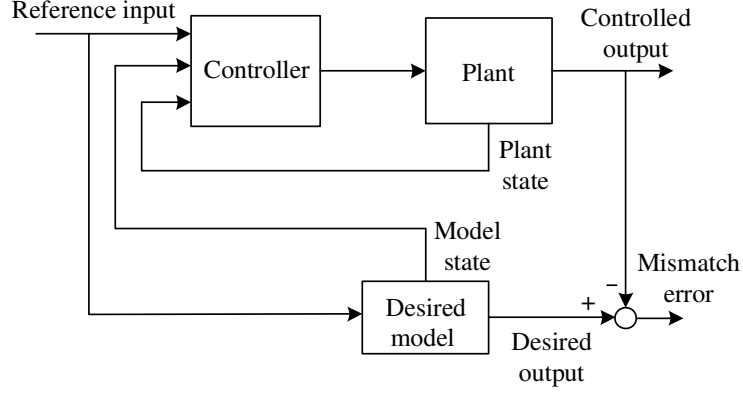 Reference input
Controller
Plant
Controlled
output
Plant
state
Model
state
Desired
model
Desired
output
+
−
Mismatch
error